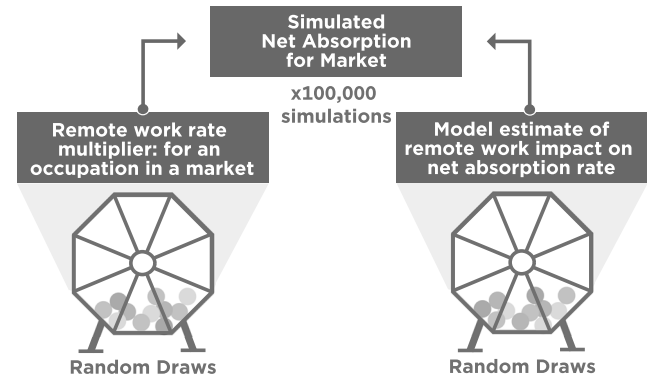 Simulated
Net Absorption
for Market
x100,000
simulations
Remote work rate
multiplier: for an
occupation in a market
Model estimate of
remote work impact on
net absorption rate
Random Draws
Random Draws